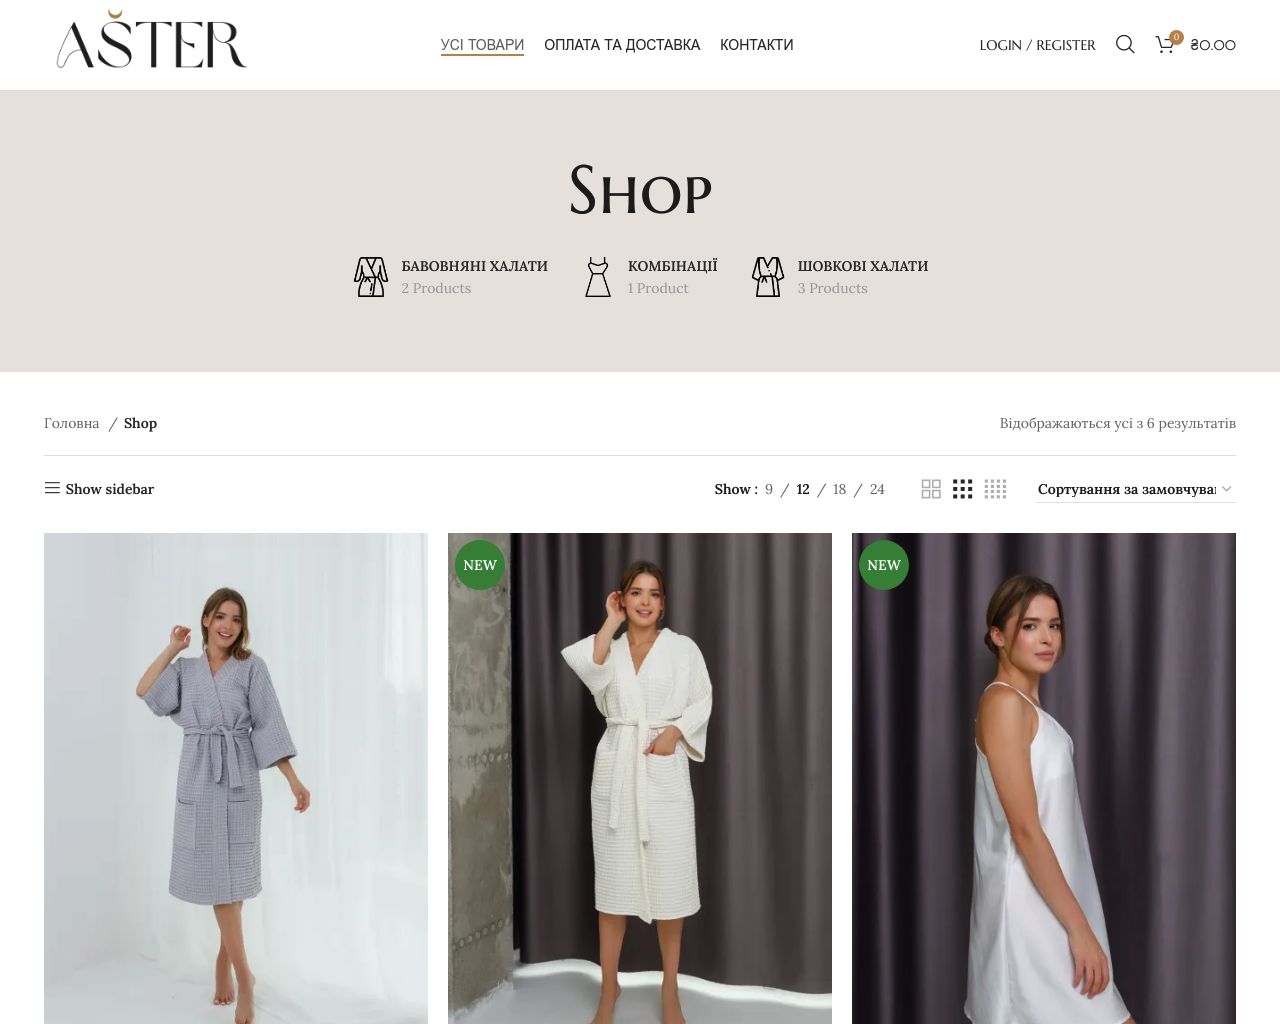 AŠTER
УСІ ТОВАРИ
ОПЛАТА ТА ДОСТАВКА
КОНТАКТИ
LOGIN / REGISTER
0
₴0.00
Shop
БАВОВНЯНІ ХАЛАТИ
2 Products
КОМБІНАЦІЇ
1 Product
ШОВКОВІ ХАЛАТИ
3 Products
Головна / Shop
Відображаються усі з 6 результатів
Show sidebar
Show : 9 / 12 / 18 / 24
Сортування за замовчува
NEW
NEW